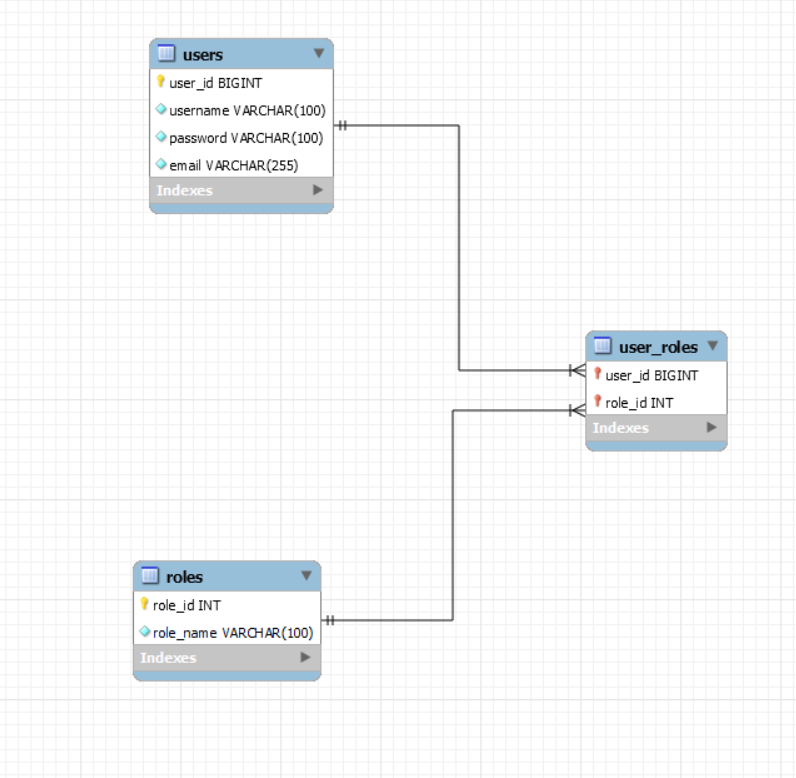 users
user_id BIGINT
username VARCHAR(100)
password VARCHAR(100)
email VARCHAR(255)
Indexes
user_roles
user_id BIGINT
role_id INT
Indexes
roles
role_id INT
role_name VARCHAR(100)
Indexes